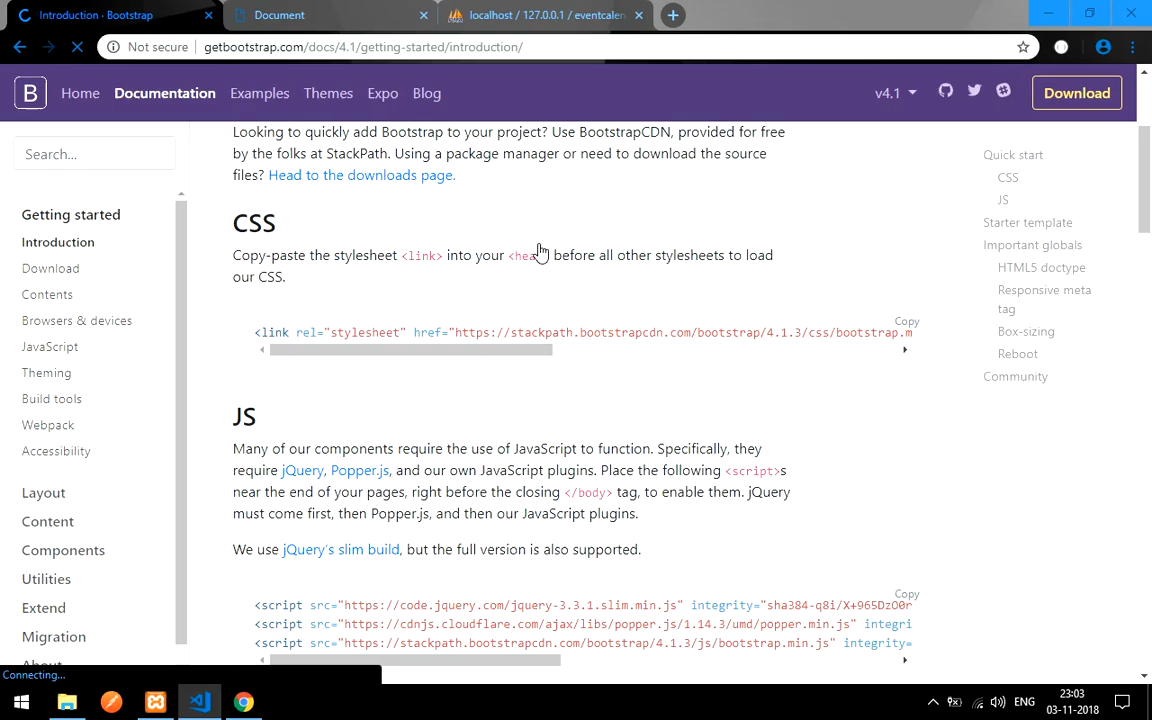 Introduction · Bootstrap
Document
localhost / 127.0.0.1 / eventcalen
Not secure
getbootstrap.com/docs/4.1/getting-started/introduction/
B
Home
Documentation
Examples
Themes
Expo
Blog
v4.1
Download
Search...
Getting started
Introduction
Download
Contents
Browsers & devices
JavaScript
Theming
Build tools
Webpack
Accessibility
Layout
Content
Components
Utilities
Extend
Migration
About
Looking to quickly add Bootstrap to your project? Use BootstrapCDN, provided for free
by the folks at StackPath. Using a package manager or need to download the source
files? Head to the downloads page.
CSS
Copy-paste the stylesheet <link> into your <hea before all other stylesheets to load
our CSS.
Copy
<link rel="stylesheet" href="https://stackpath.bootstrapcdn.com/bootstrap/4.1.3/css/bootstrap.m
JS
Many of our components require the use of JavaScript to function. Specifically, they
require jQuery, Popper.js, and our own JavaScript plugins. Place the following <script>s
near the end of your pages, right before the closing </body> tag, to enable them. jQuery
must come first, then Popper.js, and then our JavaScript plugins.
We use jQuery's slim build, but the full version is also supported.
Copy
<script src="https://code.jquery.com/jquery-3.3.1.slim.min.js" integrity="sha384-q8i/X+965DzO0r
<script src="https://cdnjs.cloudflare.com/ajax/libs/popper.js/1.14.3/umd/popper.min.js" integri
<script src="https://stackpath.bootstrapcdn.com/bootstrap/4.1.3/js/bootstrap.min.js" integrity=
Quick start
CSS
JS
Starter template
Important globals
HTML5 doctype
Responsive meta
tag
Box-sizing
Reboot
Community
Connecting...
ENG
23:03
03-11-2018